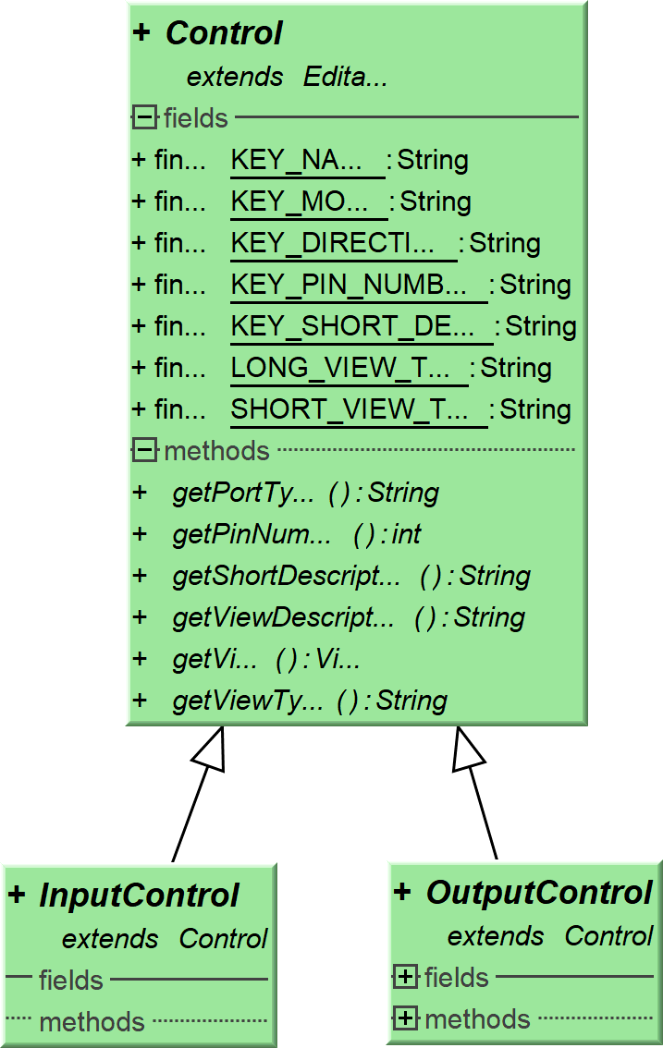 + Control
extends Edita...
− fields
+ fin... KEY_NA... : String
+ fin... KEY_MO... : String
+ fin... KEY_DIRECTI... : String
+ fin... KEY_PIN_NUMB... : String
+ fin... KEY_SHORT_DE... : String
+ fin... LONG_VIEW_T... : String
+ fin... SHORT_VIEW_T... : String
− methods
+ getPortTy... () : String
+ getPinNum... () : int
+ getShortDescript... () : String
+ getViewDescript... () : String
+ getVi... () : Vi...
+ getViewTy... () : String
+ InputControl
extends Control
fields
methods
+ OutputControl
extends Control
+ fields
+ methods